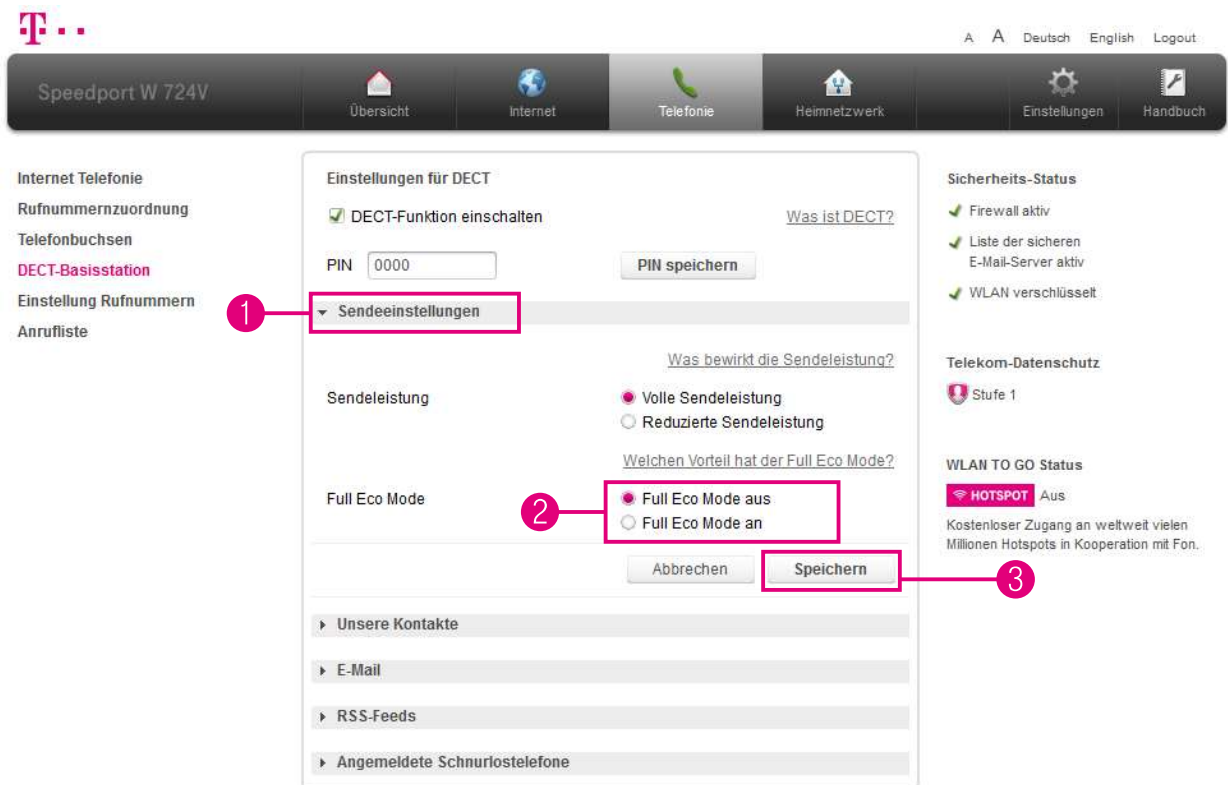 T
A A Deutsch English Logout
Speedport W 724V
Übersicht
Internet
Telefonie
Heimnetzwerk
Einstellungen
Handbuch
Internet Telefonie
Rufnummernzuordnung
Telefonbuchsen
DECT-Basisstation
Einstellung Rufnummern
Anrufliste
Einstellungen für DECT
DECT-Funktion einschalten
Was ist DECT?
PIN 0000 PIN speichern
1
Sendeeinstellungen
Was bewirkt die Sendeleistung?
Sendeleistung
Volle Sendeleistung
Reduzierte Sendeleistung
Welchen Vorteil hat der Full Eco Mode?
Full Eco Mode
2
Full Eco Mode aus
Full Eco Mode an
Abbrechen
Speichern
3
Unsere Kontakte
E-Mail
RSS-Feeds
Angemeldete Schnurlostelefone
Sicherheits-Status
Firewall aktiv
Liste der sicheren
E-Mail-Server aktiv
WLAN verschlüsselt
Telekom-Datenschutz
Stufe 1
WLAN TO GO Status
HOTSPOT Aus
Kostenloser Zugang an weltweit vielen
Millionen Hotspots in Kooperation mit Fon.